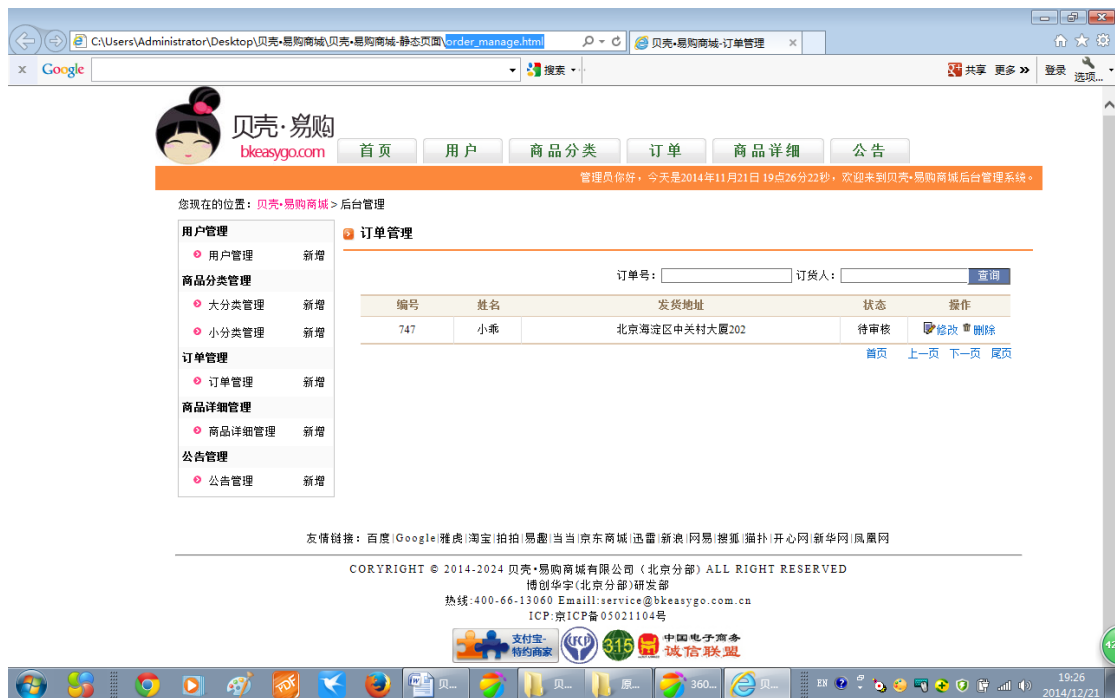 C:\Users\Administrator\Desktop\贝壳•易购商城\贝壳•易购商城-静态页面\order_manage.html
贝壳•易购商城-订单管理
Google 搜索 共享 更多 » 登录 选项...
贝壳·易购
bkeasygo.com
首页 用户 商品分类 订单 商品详细 公告
管理员你好，今天是2014年11月21日 19点26分22秒，欢迎来到贝壳•易购商城后台管理系统。
您现在的位置：贝壳•易购商城>后台管理
用户管理
用户管理 新增
商品分类管理
大分类管理 新增
小分类管理 新增
订单管理
订单管理 新增
商品详细管理
商品详细管理 新增
公告管理
公告管理 新增
订单管理
订单号： 订货人： 查询
编号 姓名 发货地址 状态 操作
747 小乖 北京海淀区中关村大厦202 待审核 修改 删除
首页 上一页 下一页 尾页
友情链接：百度|Google|雅虎|淘宝|拍拍|易趣|当当|京东商城|迅雷|新浪|网易|搜狐|猫扑|开心网|新华网|凤凰网
CORYRIGHT © 2014-2024 贝壳•易购商城有限公司（北京分部）ALL RIGHT RESERVED
博创华宇(北京分部)研发部
热线:400-66-13060 Emaill:service@bkeasygo.com.cn
ICP:京ICP备05021104号
支付宝-
特约商家
315
中国电子商务
诚信联盟
42
贝... 贝... 原... 360... 贝... EN
19:26
2014/12/21